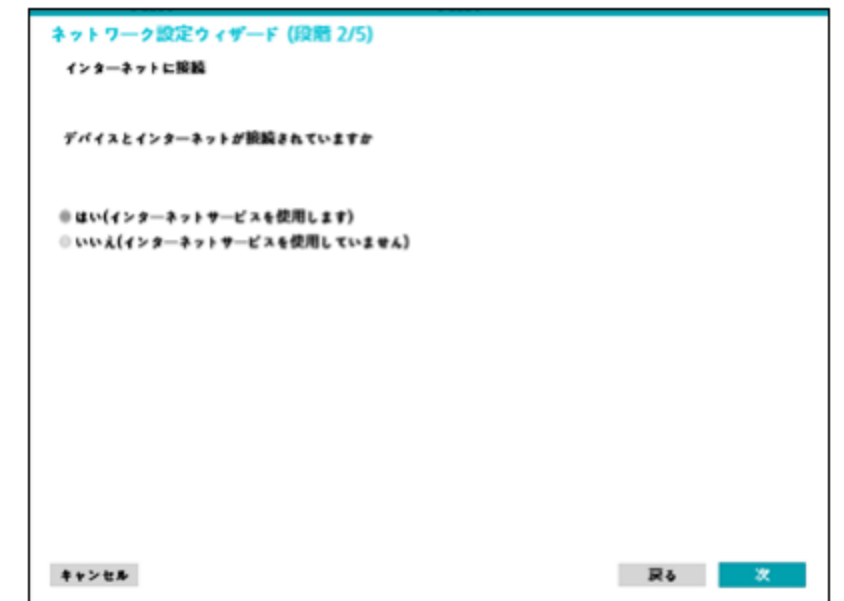 ネットワーク設定ウィザード (段階 2/5)
インターネットに接続
デバイスとインターネットが接続されていますか
はい(インターネットサービスを使用します)
いいえ(インターネットサービスを使用していません)
キャンセル 戻る 次